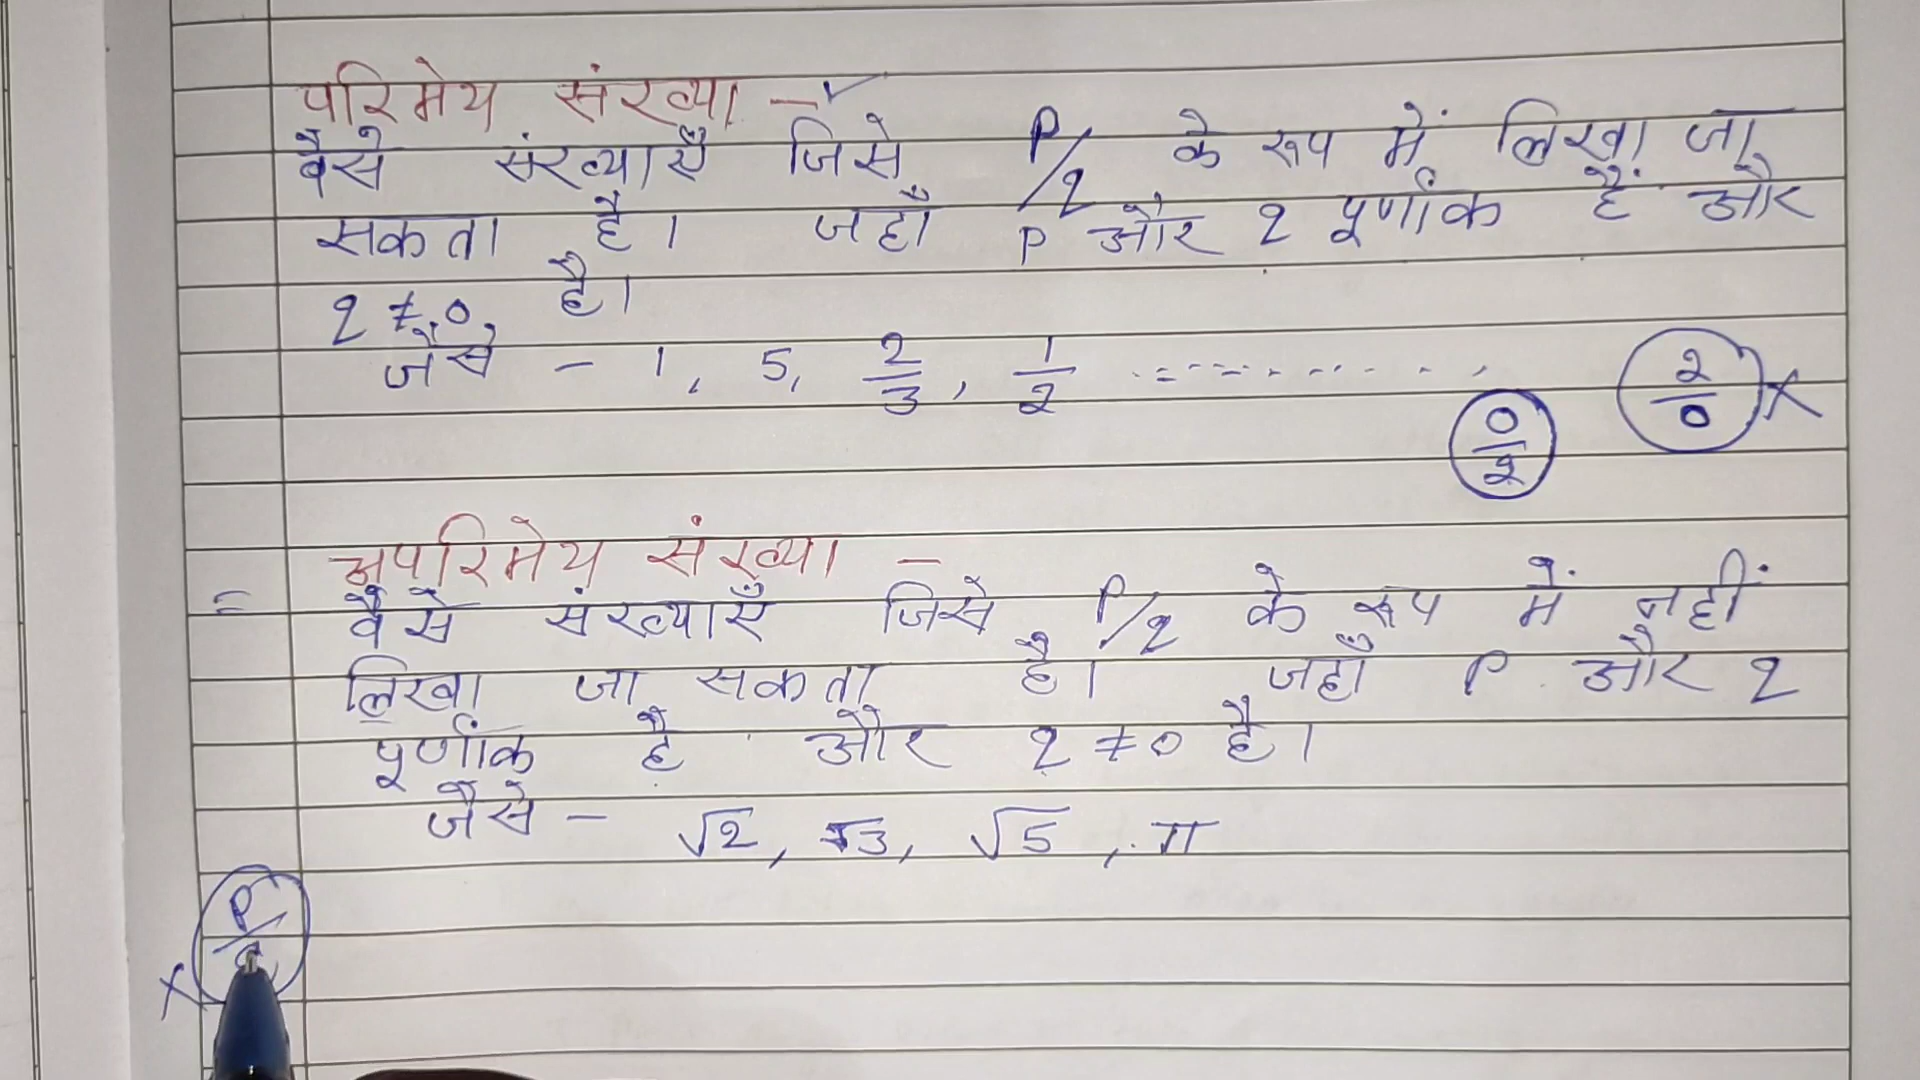 परिमेय संख्या -
वैसे संख्याएँ जिसे P/q के रूप में लिखा जा
सकता है। जहाँ P और q पूर्णांक हैं और
q ≠ 0 है।
जैसे - 1, 5, 2/3, 1/2 ............
0/2
2/0 ×
अपरिमेय संख्या -
= वैसे संख्याएँ जिसे P/q के रूप में नहीं
लिखा जा सकता है। जहाँ P और q
पूर्णांक है और q ≠ 0 है।
जैसे - √2, √3, √5, π
× P/q